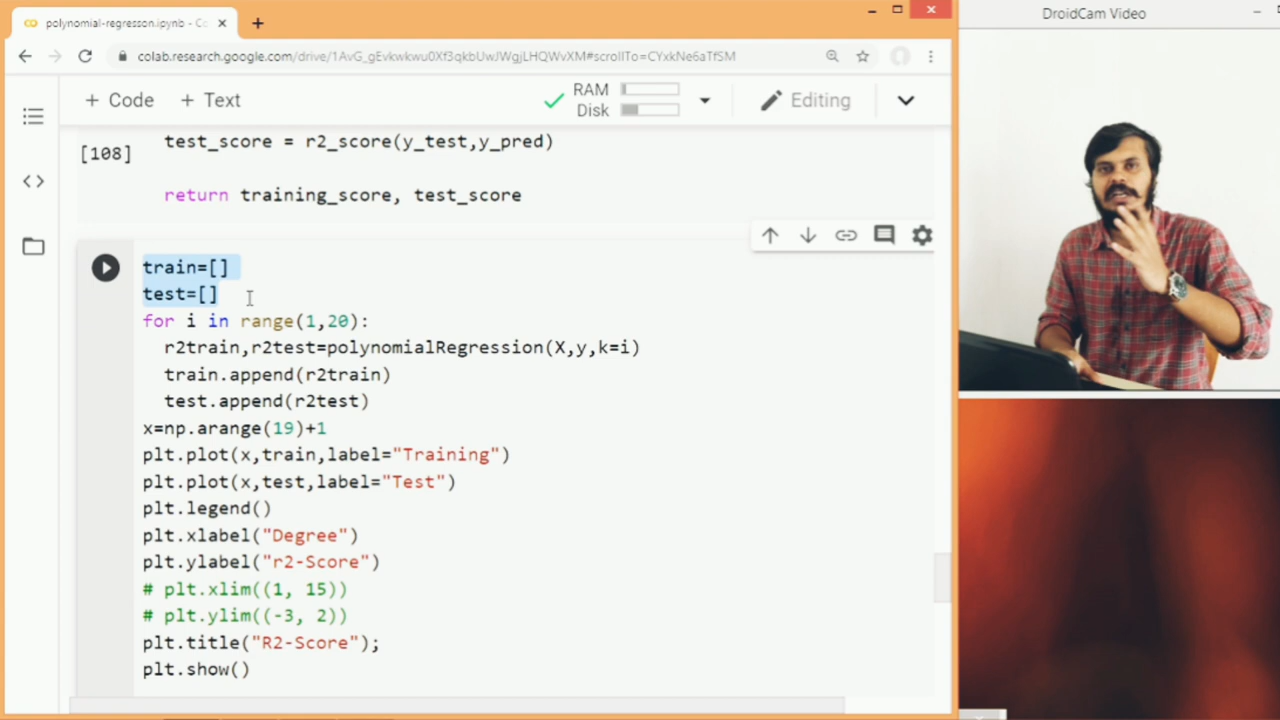 polynomial-regresson.ipynb - Co
DroidCam Video
colab.research.google.com/drive/1AvG_gEvkwkwu0Xf3qkbUwJWgjLHQWvXM#scrollTo=CYxkNe6aTfSM
+ Code + Text
RAM
Disk
Editing
[108]
test_score = r2_score(y_test,y_pred)
return training_score, test_score
train=[]
test=[]
for i in range(1,20):
r2train,r2test=polynomialRegression(X,y,k=i)
train.append(r2train)
test.append(r2test)
x=np.arange(19)+1
plt.plot(x,train,label="Training")
plt.plot(x,test,label="Test")
plt.legend()
plt.xlabel("Degree")
plt.ylabel("r2-Score")
# plt.xlim((1, 15))
# plt.ylim((-3, 2))
plt.title("R2-Score");
plt.show()